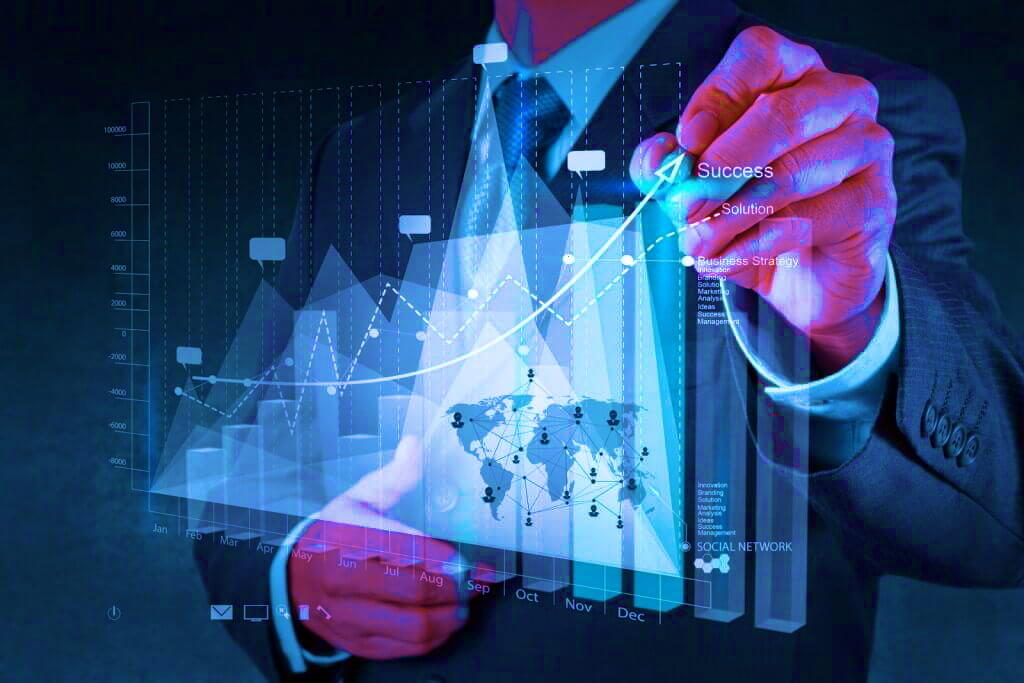 100000
10000
8000
6000
4000
2000
0
-2000
-4000
-6000
-8000
Success
Solution
Business Strategy
Innovation
Branding
Solution
Marketing
Analysis
Ideas
Success
Management
Innovation
Branding
Solution
Marketing
Analysis
Ideas
Success
Management
SOCIAL NETWORK
Jan Feb Mar Apr May Jun Jul Aug Sep Oct Nov Dec